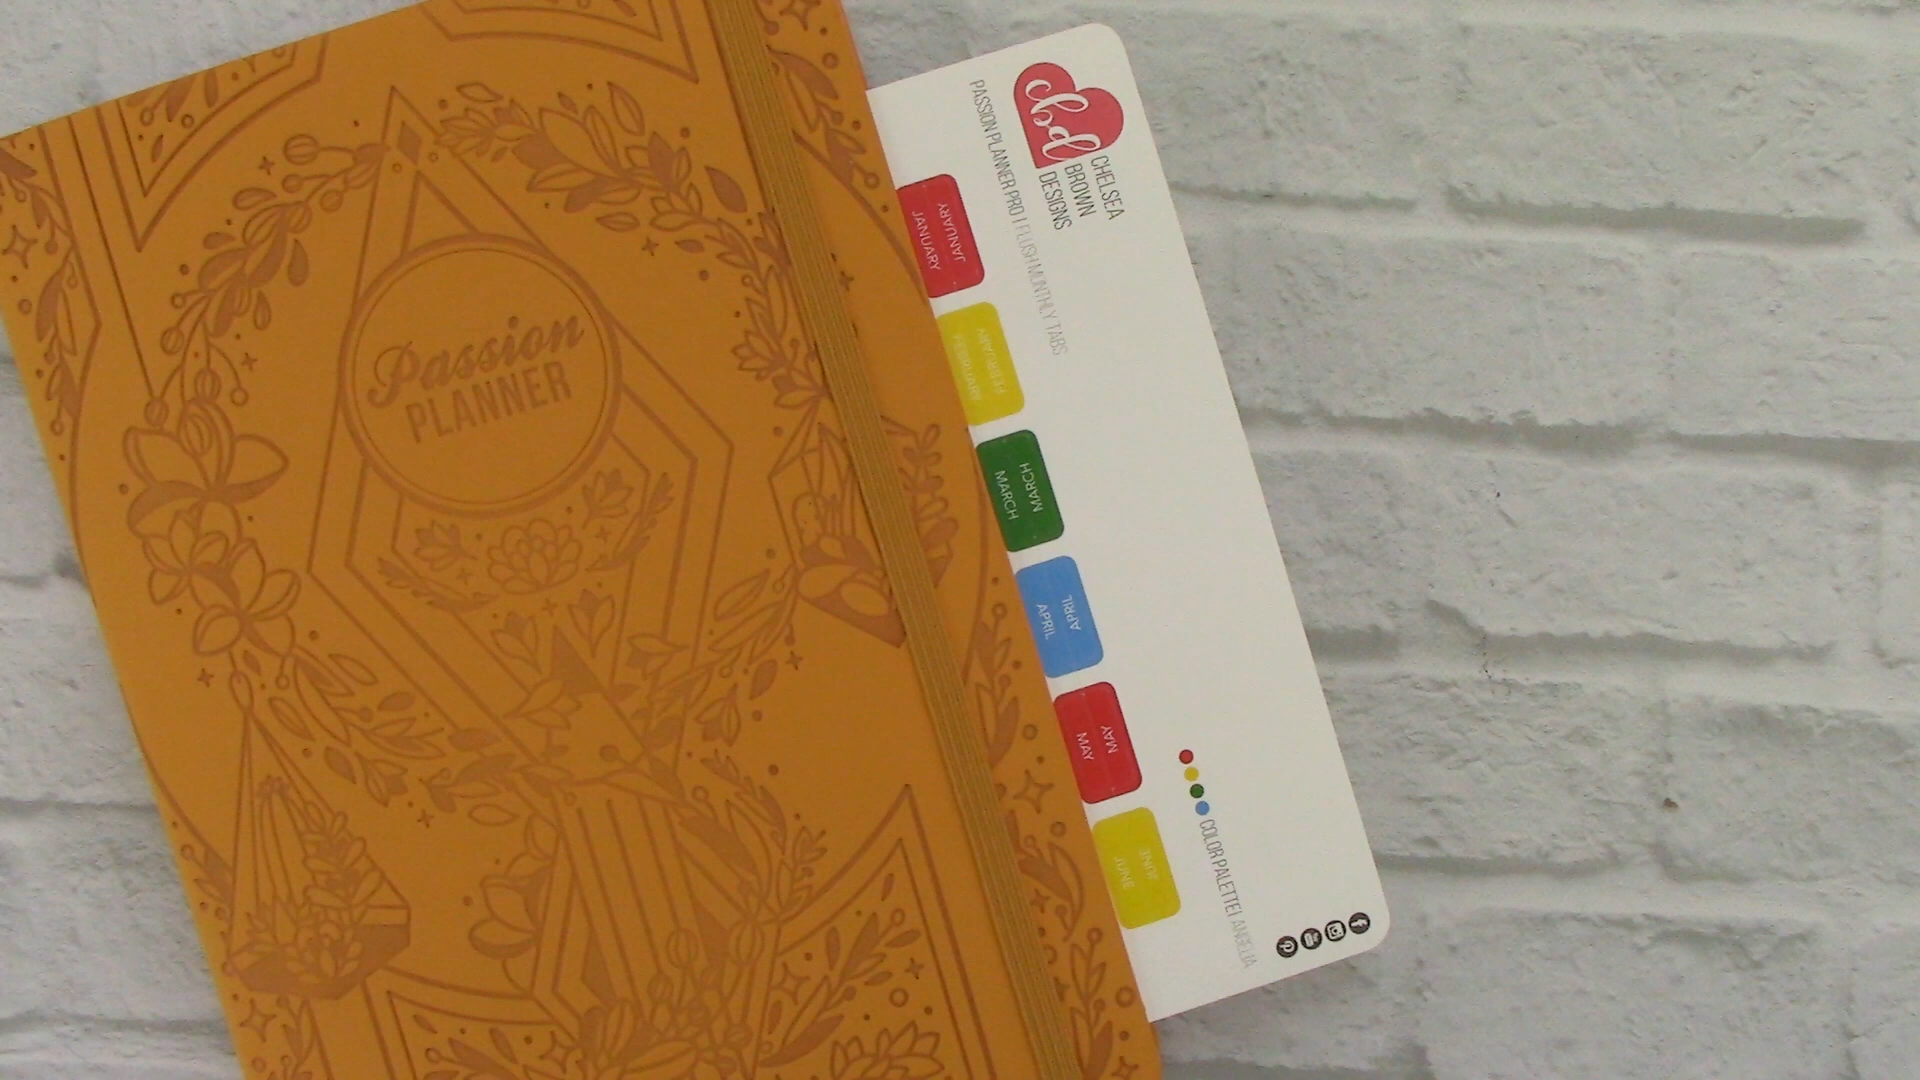 Passion
PLANNER
cbd
CHELSEA
BROWN
DESIGNS
PASSION PLANNER PRO | FLUSH MONTHLY TABS
JANUARY
JANUARY
FEBRUARY
FEBRUARY
MARCH
MARCH
APRIL
APRIL
MAY
MAY
JUNE
JUNE
COLOR PALETTE | ANGELIA